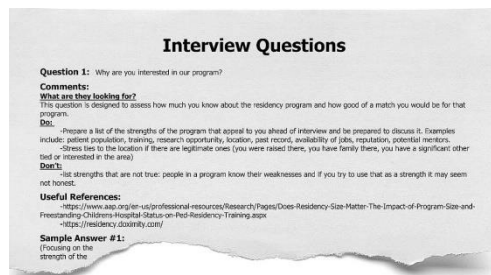 Interview Questions
Question 1: Why are you interested in our program?
Comments:
What are they looking for?
This question is designed to assess how much you know about the residency program and how good of a match you would be for that
program.
Do:
-Prepare a list of the strengths of the program that appeal to you ahead of interview and be prepared to discuss it. Examples
include: patient population, training, research opportunity, location, past record, availability of jobs, reputation, potential mentors.
-Stress ties to the location if there are legitimate ones (you were raised there, you have family there, you have a significant other
tied or interested in the area)
Don't:
-list strengths that are not true: people in a program know their weaknesses and if you try to use that as a strength it may seem
not honest.
Useful References:
-https://www.aap.org/en-us/professional-resources/Research/Pages/Does-Residency-Size-Matter-The-Impact-of-Program-Size-and-
Freestanding-Childrens-Hospital-Status-on-Ped-Residency-Training.aspx
-https://residency.doximity.com/
Sample Answer #1:
(Focusing on the
strength of the